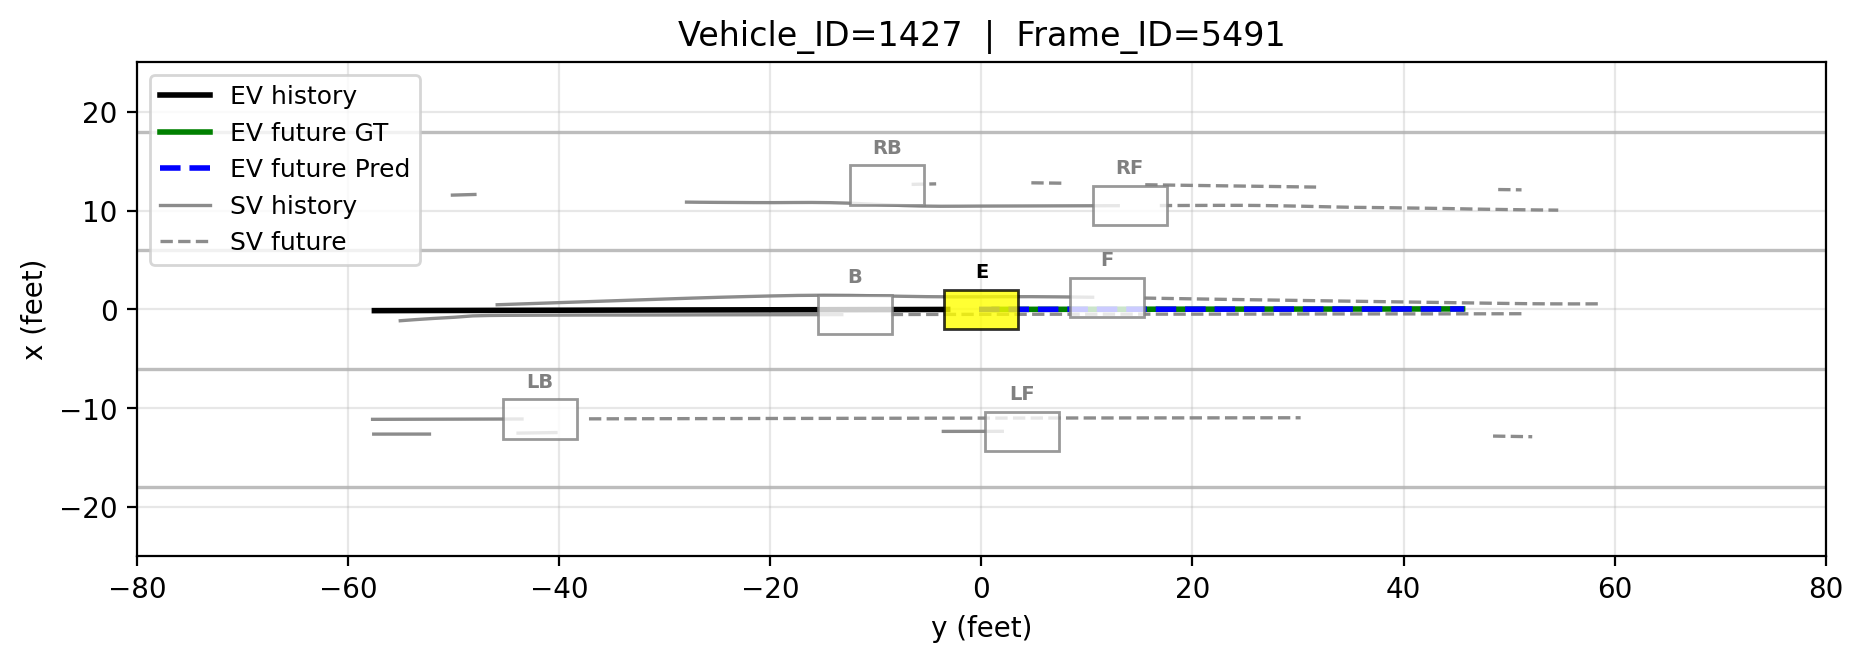 Vehicle_ID=1427 | Frame_ID=5491
EV history
EV future GT
EV future Pred
SV history
SV future
RB
RF
F
B
E
LB
LF
x (feet)
20
10
0
−10
−20
−80
−60
−40
−20
0
20
40
60
80
y (feet)